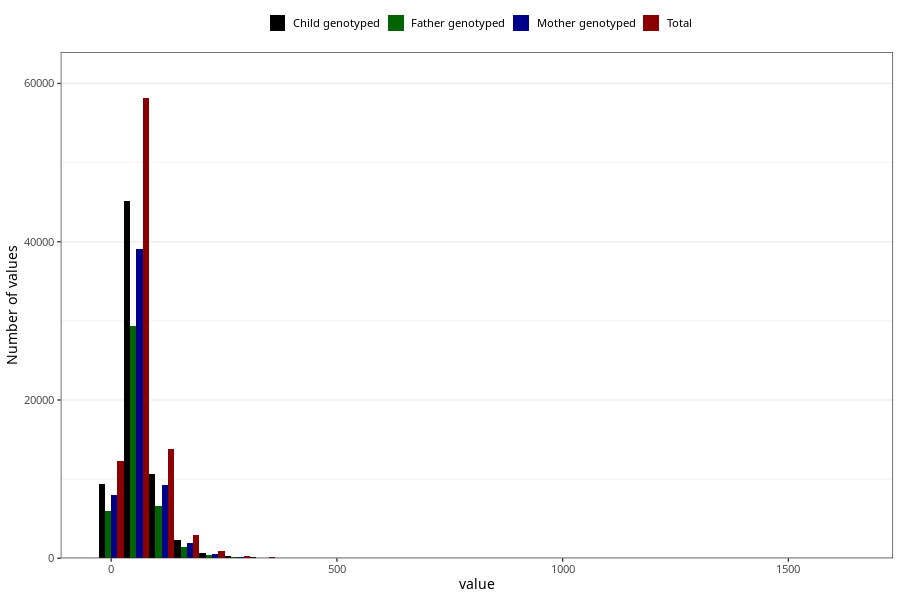 Child genotyped Father genotyped Mother genotyped Total
60000
40000
20000
0
Number of values
0 500 1000 1500
value